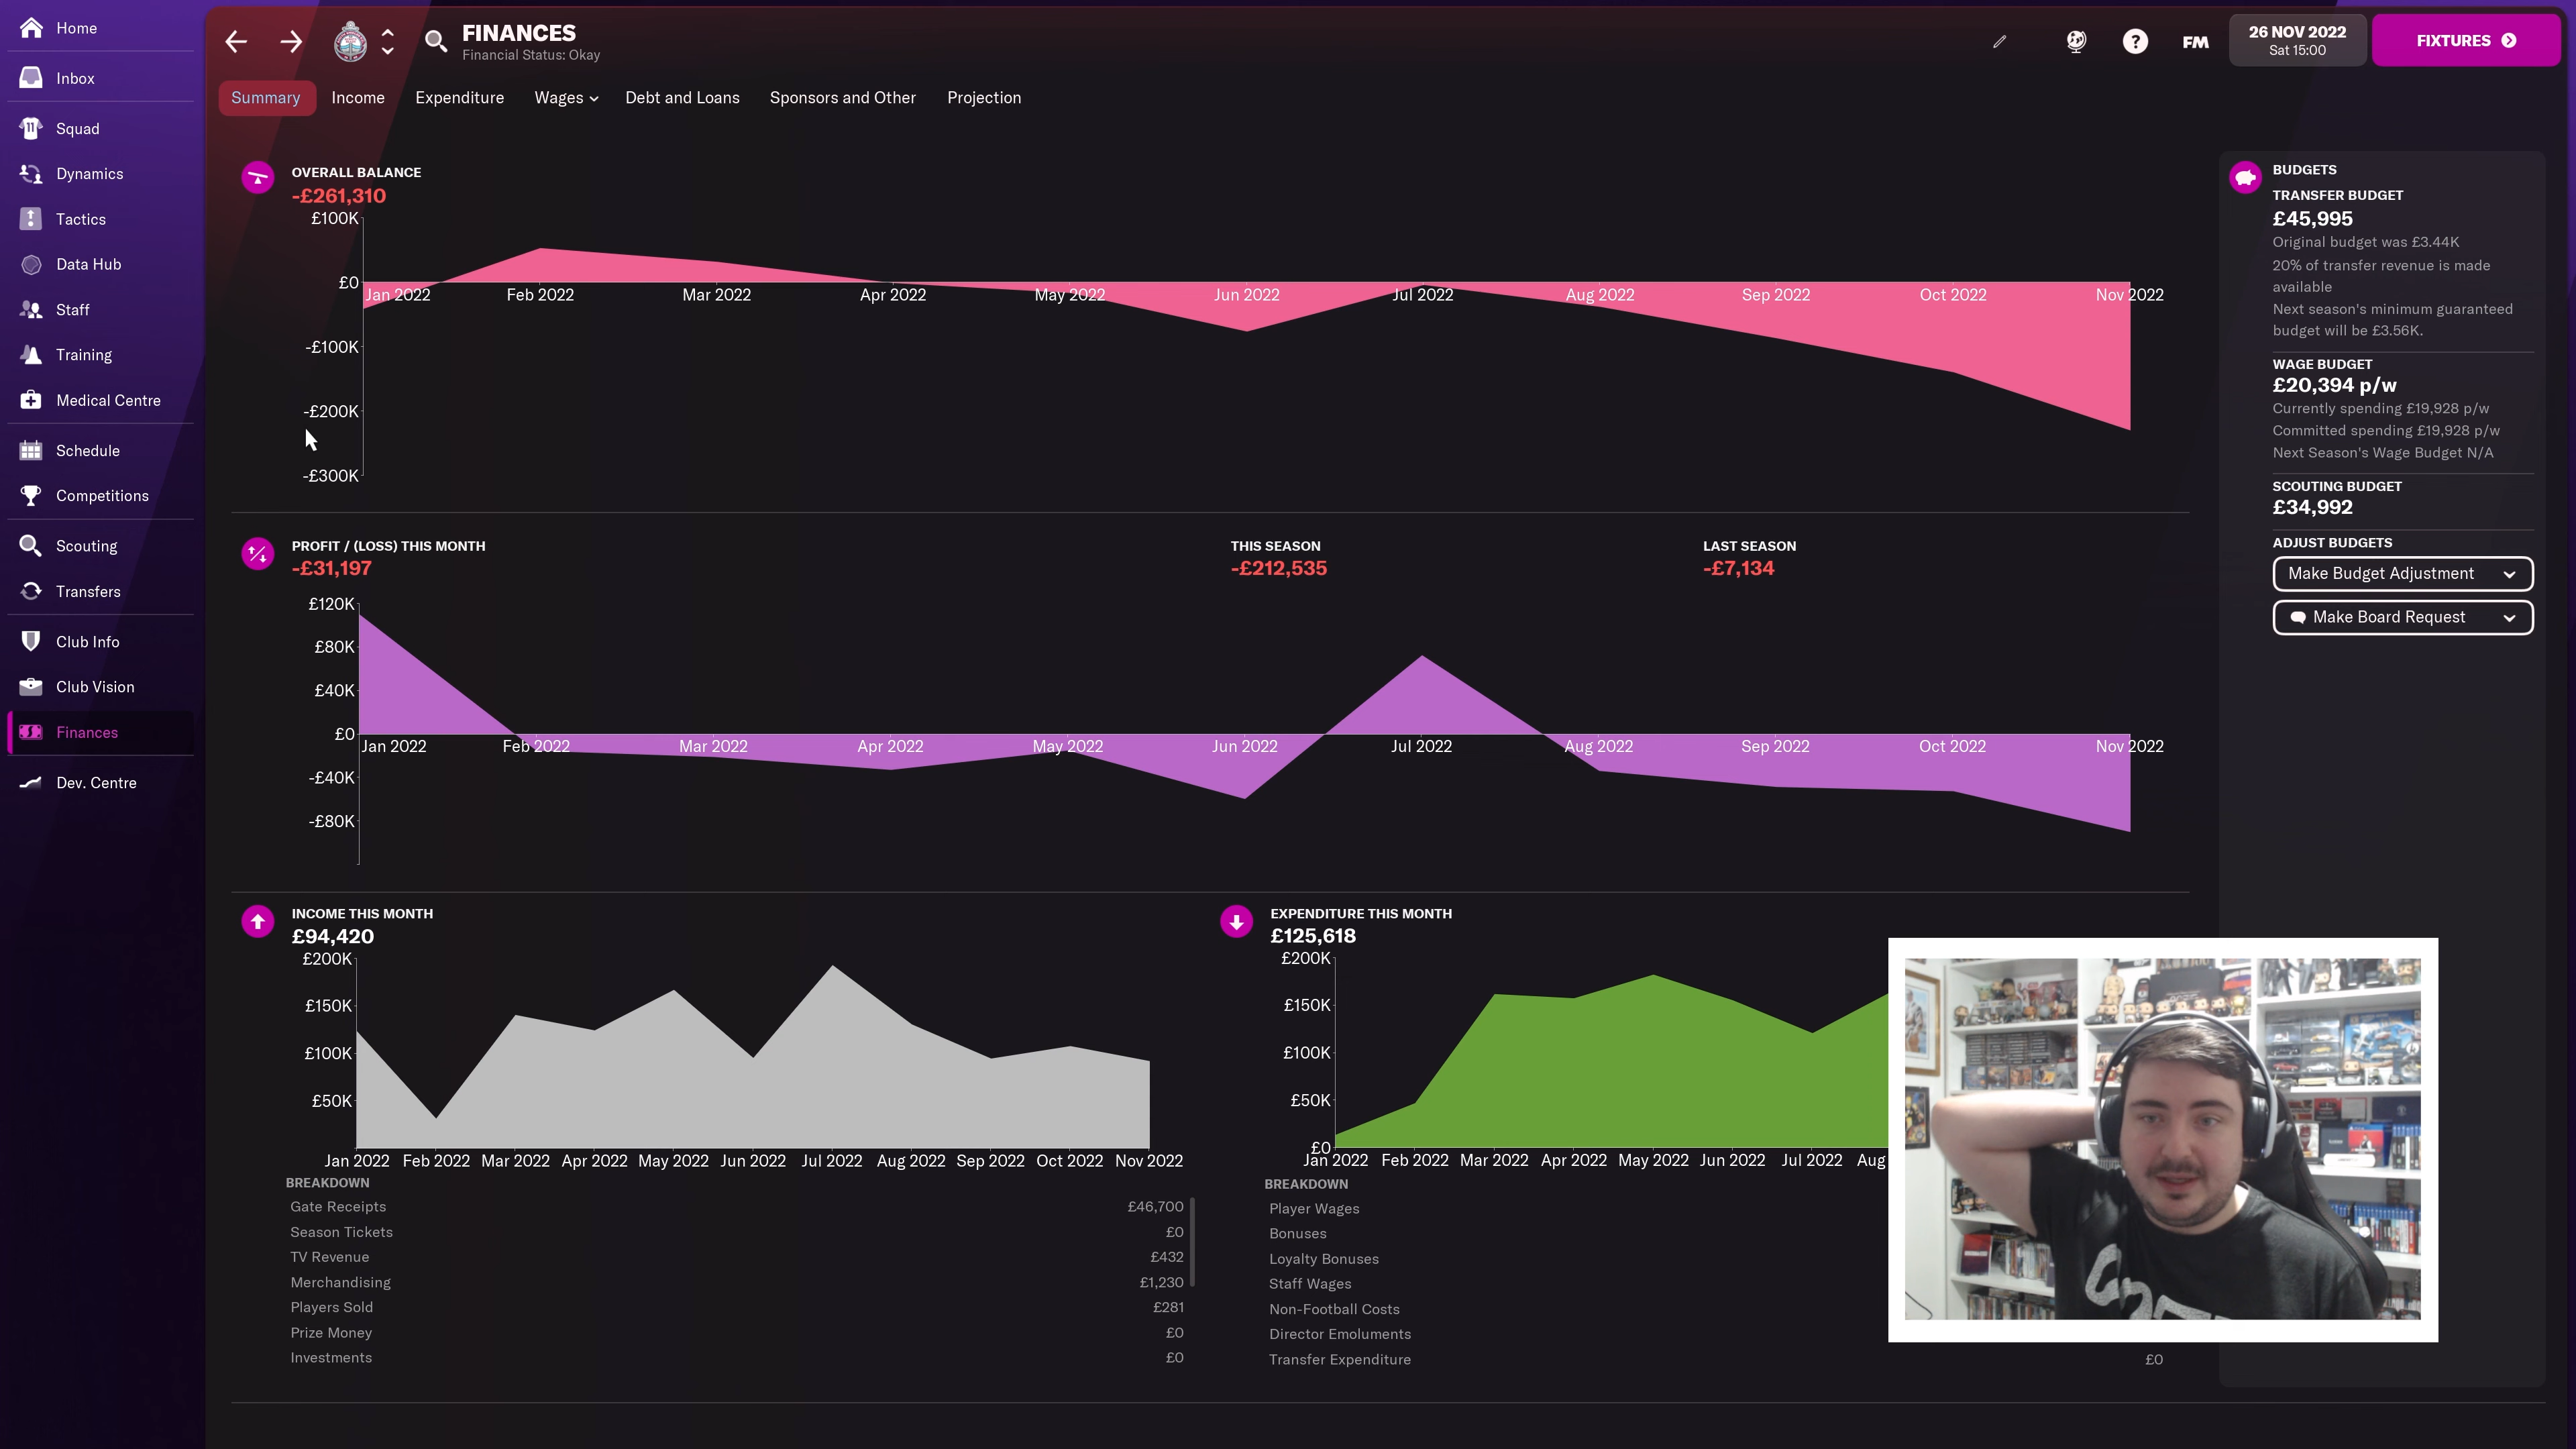 Home
Inbox
Squad
Dynamics
Tactics
Data Hub
Staff
Training
Medical Centre
Schedule
Competitions
Scouting
Transfers
Club Info
Club Vision
Finances
Dev. Centre
FINANCES
Financial Status: Okay
FM
26 NOV 2022
Sat 15:00
FIXTURES
Summary Income Expenditure Wages Debt and Loans Sponsors and Other Projection
OVERALL BALANCE
-£261,310
£100K
£0
-£100K
-£200K
-£300K
Jan 2022 Feb 2022 Mar 2022 Apr 2022 May 2022 Jun 2022 Jul 2022 Aug 2022 Sep 2022 Oct 2022 Nov 2022
PROFIT / (LOSS) THIS MONTH
-£31,197
THIS SEASON
-£212,535
LAST SEASON
-£7,134
£120K
£80K
£40K
£0
-£40K
-£80K
Jan 2022 Feb 2022 Mar 2022 Apr 2022 May 2022 Jun 2022 Jul 2022 Aug 2022 Sep 2022 Oct 2022 Nov 2022
INCOME THIS MONTH
£94,420
£200K
£150K
£100K
£50K
Jan 2022 Feb 2022 Mar 2022 Apr 2022 May 2022 Jun 2022 Jul 2022 Aug 2022 Sep 2022 Oct 2022 Nov 2022
BREAKDOWN
Gate Receipts £46,700
Season Tickets £0
TV Revenue £432
Merchandising £1,230
Players Sold £281
Prize Money £0
Investments £0
EXPENDITURE THIS MONTH
£125,618
£200K
£150K
£100K
£50K
£0
Jan 2022 Feb 2022 Mar 2022 Apr 2022 May 2022 Jun 2022 Jul 2022 Aug
BREAKDOWN
Player Wages
Bonuses
Loyalty Bonuses
Staff Wages
Non-Football Costs
Director Emoluments
Transfer Expenditure £0
BUDGETS
TRANSFER BUDGET
£45,995
Original budget was £3.44K
20% of transfer revenue is made
available
Next season's minimum guaranteed
budget will be £3.56K.
WAGE BUDGET
£20,394 p/w
Currently spending £19,928 p/w
Committed spending £19,928 p/w
Next Season's Wage Budget N/A
SCOUTING BUDGET
£34,992
ADJUST BUDGETS
Make Budget Adjustment
Make Board Request